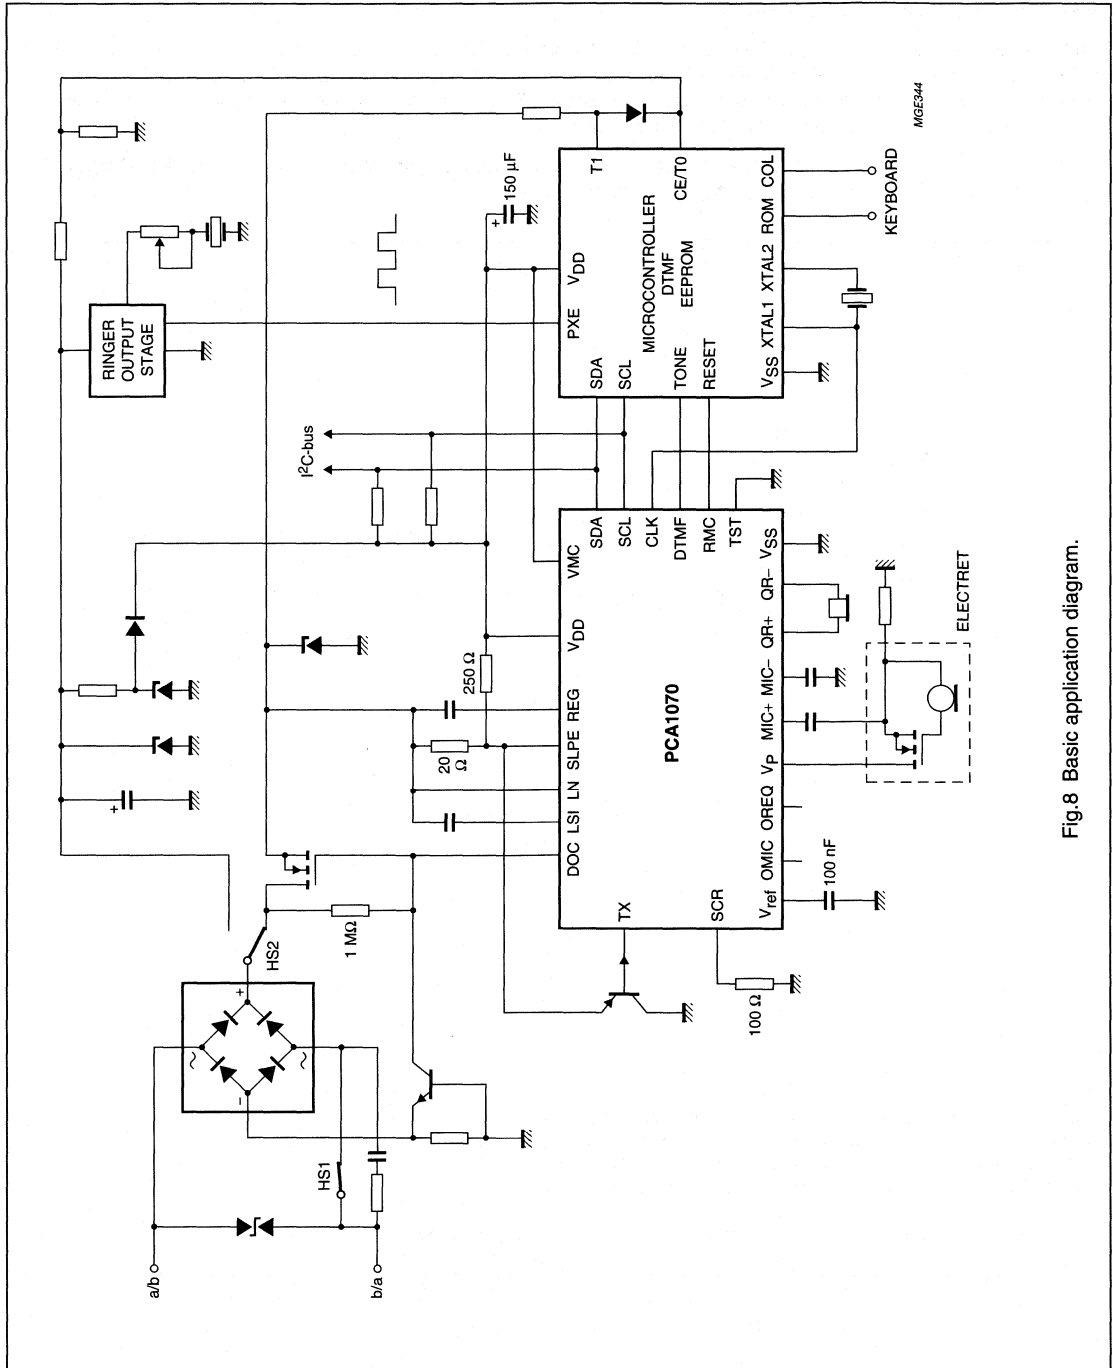 a/b
b/a
HS1
~
~
+
-
HS2
1 MΩ
+
RINGER
OUTPUT
STAGE
I²C-bus
250 Ω
20
Ω
+
150 µF
DOC
LSI
LN
SLPE
REG
VDD
VMC
TX
SCR
100 Ω
PCA1070
SDA
SCL
CLK
DTMF
RMC
TST
Vref
OMIC
OREQ
VP
MIC+
MIC−
QR+
QR−
VSS
100 nF
ELECTRET
PXE
VDD
T1
CE/T0
SDA
SCL
TONE
RESET
MICROCONTROLLER
DTMF
EEPROM
VSS
XTAL1
XTAL2
ROM
COL
KEYBOARD
MGE344
Fig.8 Basic application diagram.